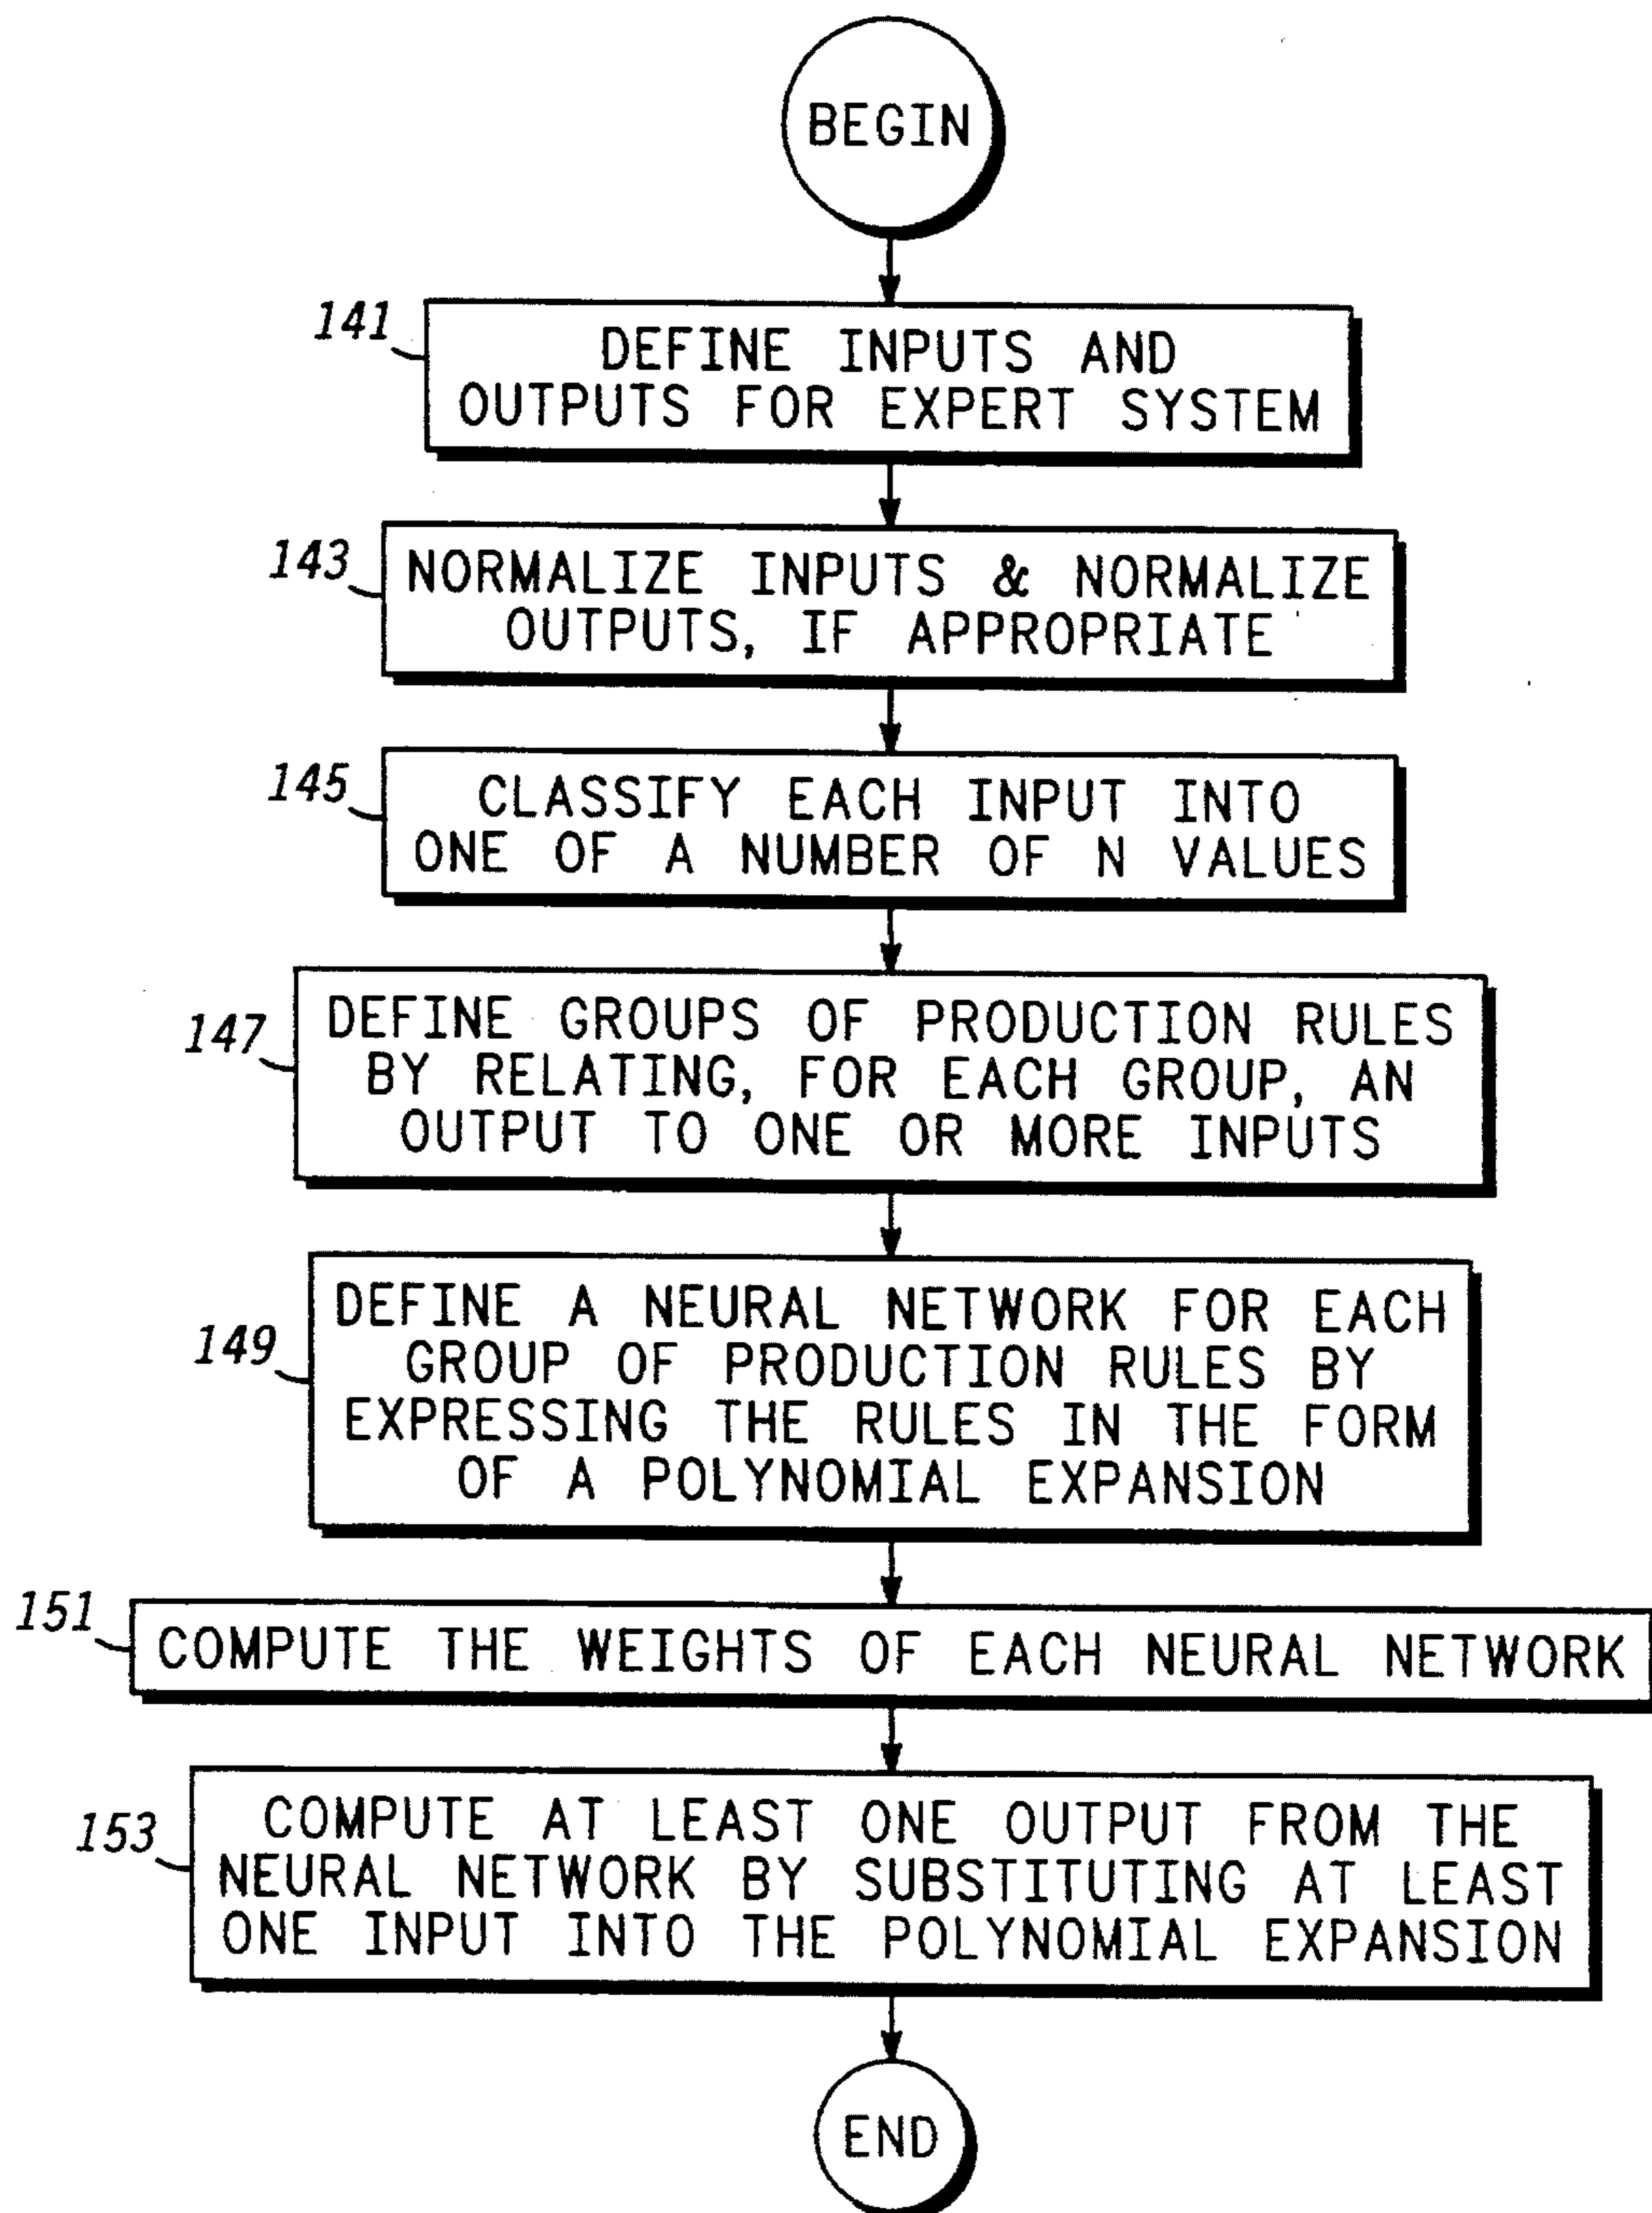 BEGIN
141
DEFINE INPUTS AND
OUTPUTS FOR EXPERT SYSTEM
143
NORMALIZE INPUTS & NORMALIZE
OUTPUTS, IF APPROPRIATE
145
CLASSIFY EACH INPUT INTO
ONE OF A NUMBER OF N VALUES
147
DEFINE GROUPS OF PRODUCTION RULES
BY RELATING, FOR EACH GROUP, AN
OUTPUT TO ONE OR MORE INPUTS
149
DEFINE A NEURAL NETWORK FOR EACH
GROUP OF PRODUCTION RULES BY
EXPRESSING THE RULES IN THE FORM
OF A POLYNOMIAL EXPANSION
151
COMPUTE THE WEIGHTS OF EACH NEURAL NETWORK
153
COMPUTE AT LEAST ONE OUTPUT FROM THE
NEURAL NETWORK BY SUBSTITUTING AT LEAST
ONE INPUT INTO THE POLYNOMIAL EXPANSION
END